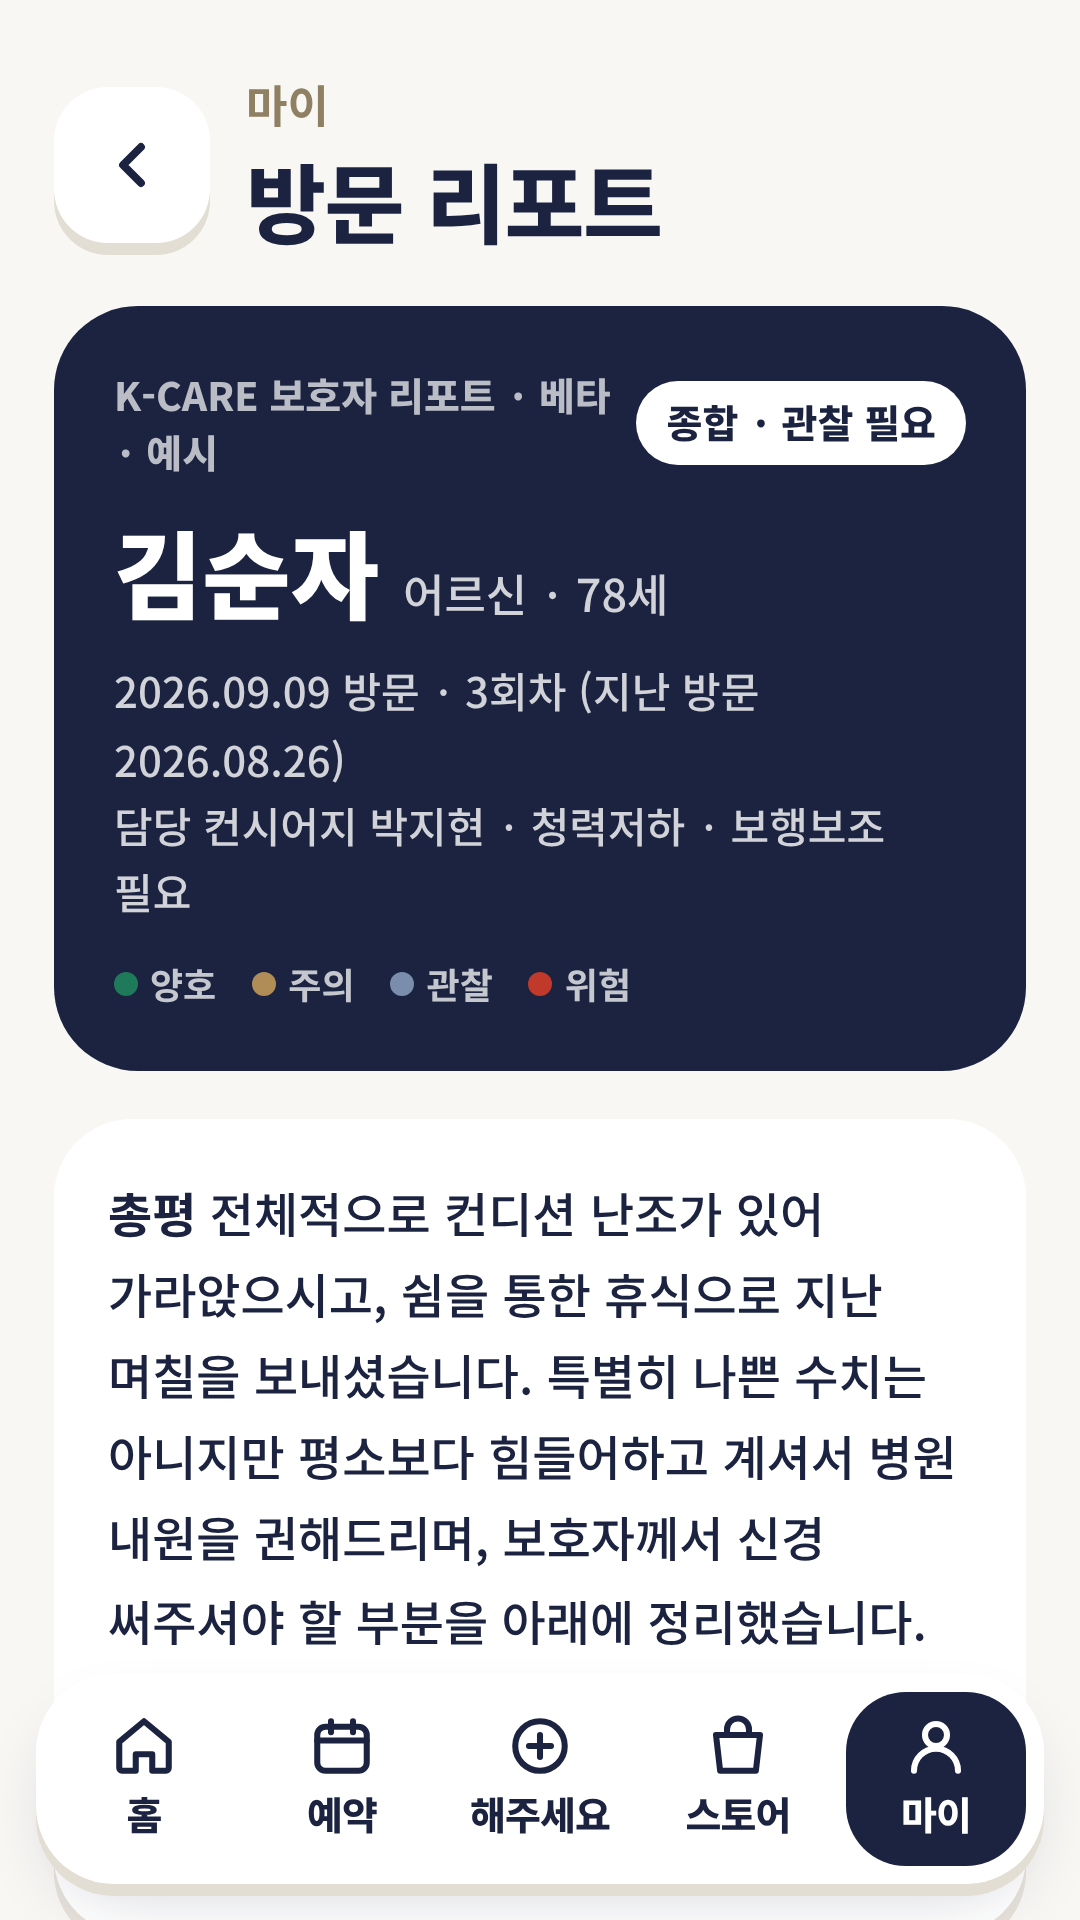 마이
방문 리포트
K-CARE 보호자 리포트 · 베타
· 예시
종합 · 관찰 필요
김순자 어르신 · 78세
2026.09.09 방문 · 3회차 (지난 방문
2026.08.26)
담당 컨시어지 박지현 · 청력저하 · 보행보조
필요
양호 주의 관찰 위험
총평 전체적으로 컨디션 난조가 있어
가라앉으시고, 쉼을 통한 휴식으로 지난
며칠을 보내셨습니다. 특별히 나쁜 수치는
아니지만 평소보다 힘들어하고 계셔서 병원
내원을 권해드리며, 보호자께서 신경
써주셔야 할 부분을 아래에 정리했습니다.
홈 예약 해주세요 스토어 마이